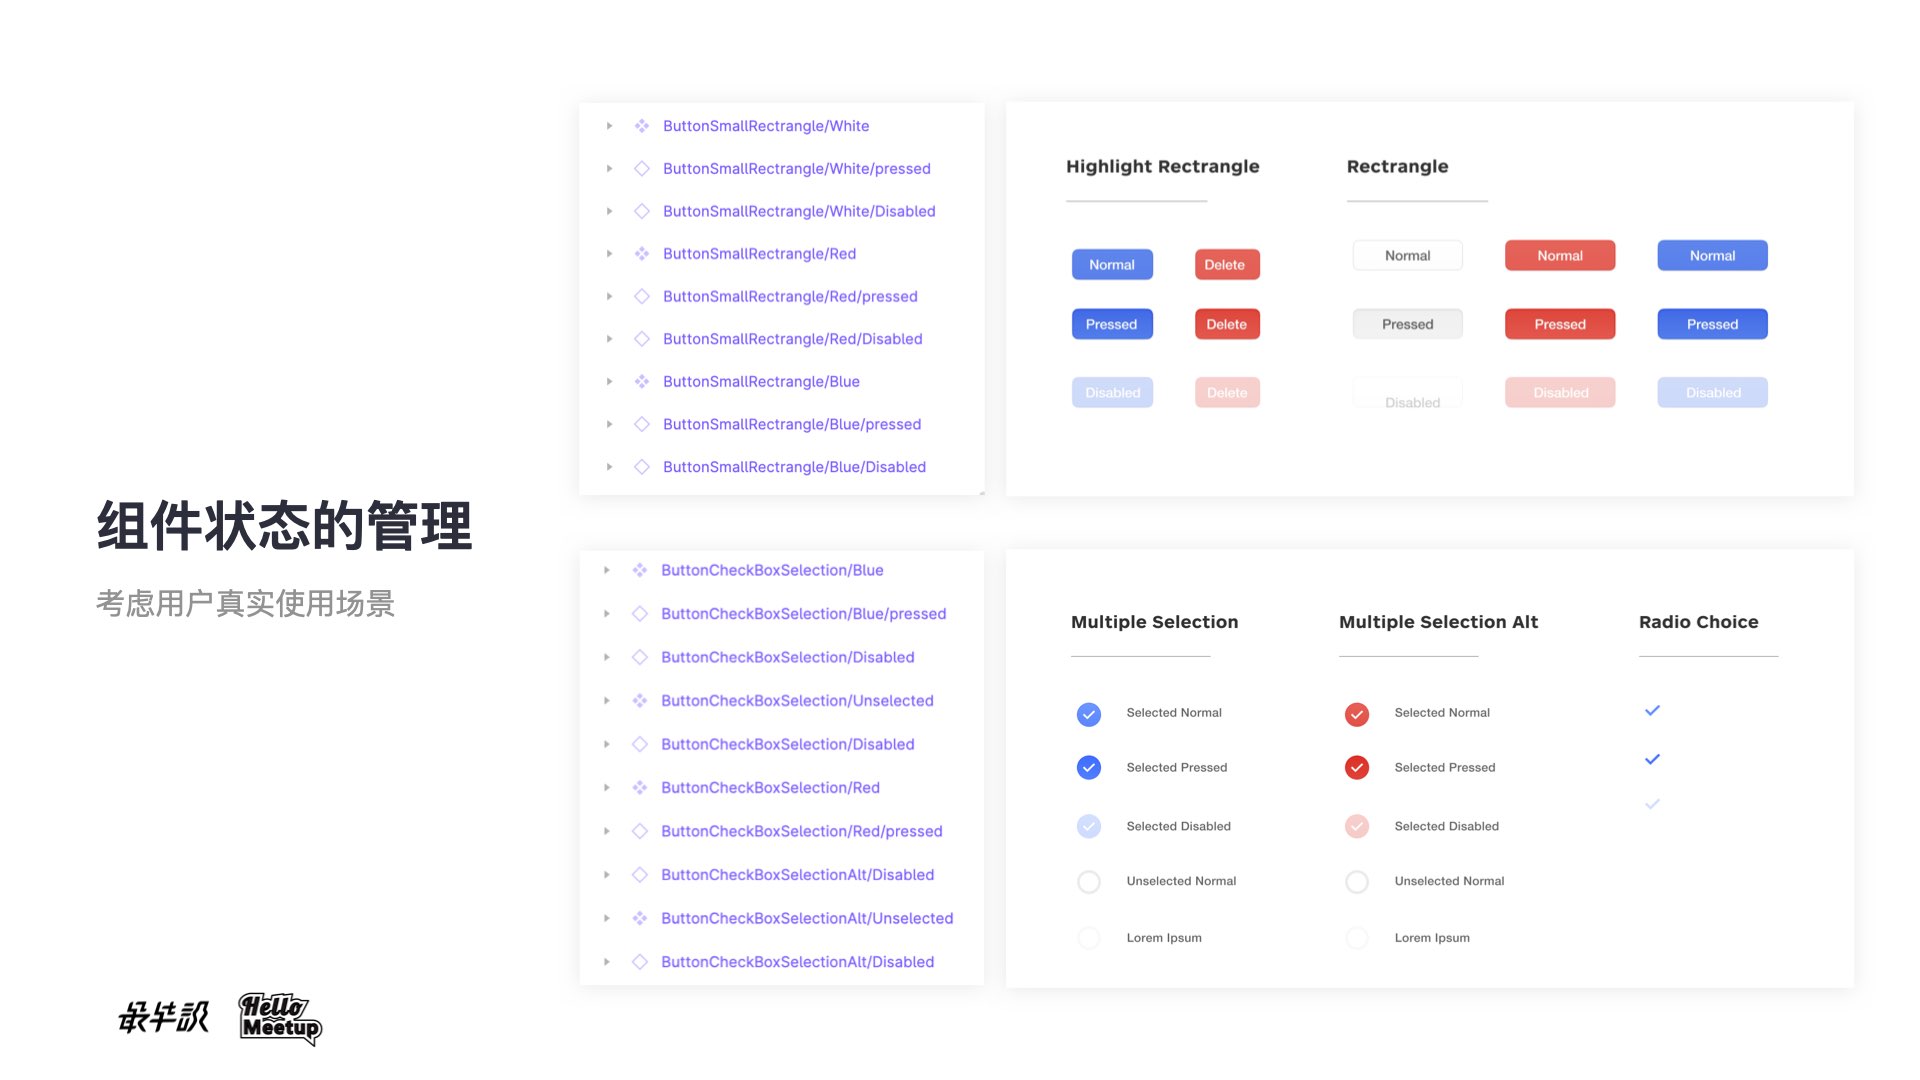 组件状态的管理
考虑用户真实使用场景
ButtonSmallRectrangle/White
ButtonSmallRectrangle/White/pressed
ButtonSmallRectrangle/White/Disabled
ButtonSmallRectrangle/Red
ButtonSmallRectrangle/Red/pressed
ButtonSmallRectrangle/Red/Disabled
ButtonSmallRectrangle/Blue
ButtonSmallRectrangle/Blue/pressed
ButtonSmallRectrangle/Blue/Disabled
Highlight Rectrangle
Rectrangle
Normal Delete Normal Normal Normal
Pressed Delete Pressed Pressed Pressed
Disabled Delete Disabled Disabled Disabled
ButtonCheckBoxSelection/Blue
ButtonCheckBoxSelection/Blue/pressed
ButtonCheckBoxSelection/Disabled
ButtonCheckBoxSelection/Unselected
ButtonCheckBoxSelection/Disabled
ButtonCheckBoxSelection/Red
ButtonCheckBoxSelection/Red/pressed
ButtonCheckBoxSelectionAlt/Disabled
ButtonCheckBoxSelectionAlt/Unselected
ButtonCheckBoxSelectionAlt/Disabled
Multiple Selection
Multiple Selection Alt
Radio Choice
Selected Normal Selected Normal
Selected Pressed Selected Pressed
Selected Disabled Selected Disabled
Unselected Normal Unselected Normal
Lorem Ipsum Lorem Ipsum
Hello
Meetup